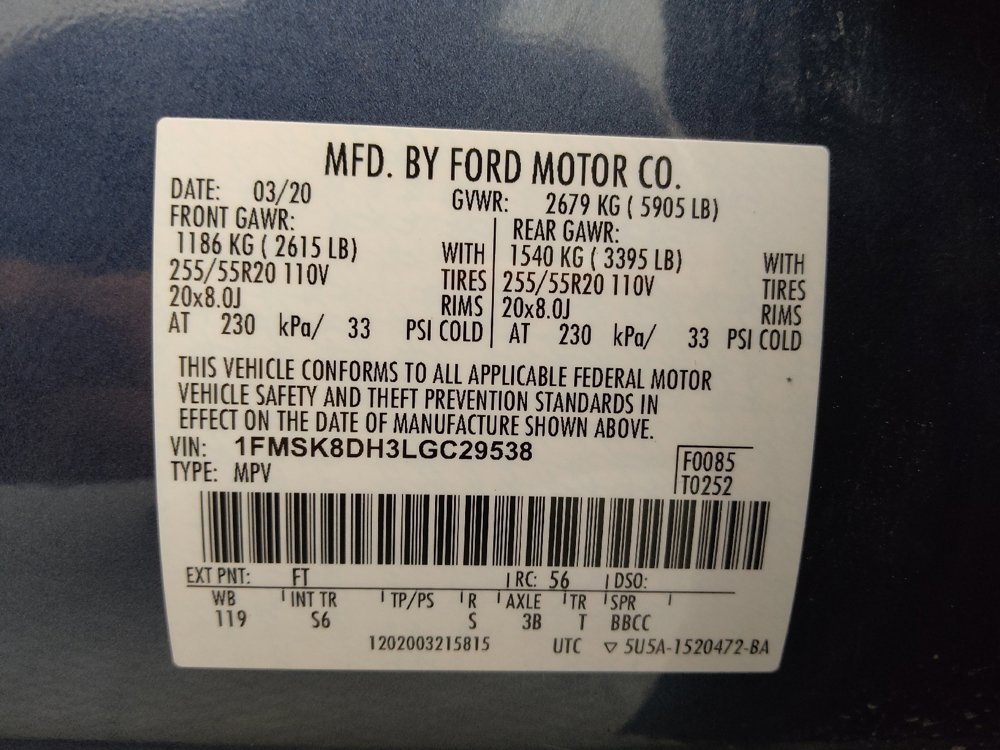 MFD. BY FORD MOTOR CO.
DATE: 03/20 GVWR: 2679 KG ( 5905 LB)
FRONT GAWR: REAR GAWR:
1186 KG ( 2615 LB) WITH 1540 KG ( 3395 LB) WITH
255/55R20 110V TIRES 255/55R20 110V TIRES
20x8.0J RIMS 20x8.0J RIMS
AT 230 kPa/ 33 PSI COLD AT 230 kPa/ 33 PSI COLD
THIS VEHICLE CONFORMS TO ALL APPLICABLE FEDERAL MOTOR
VEHICLE SAFETY AND THEFT PREVENTION STANDARDS IN
EFFECT ON THE DATE OF MANUFACTURE SHOWN ABOVE.
VIN: 1FMSK8DH3LGC29538 F0085
TYPE: MPV T0252
EXT PNT: FT RC: 56 DSO:
WB INT TR TP/PS R AXLE TR SPR
119 S6 S 3B T BBCC
1202003215815 UTC ▽ 5U5A-1520472-BA